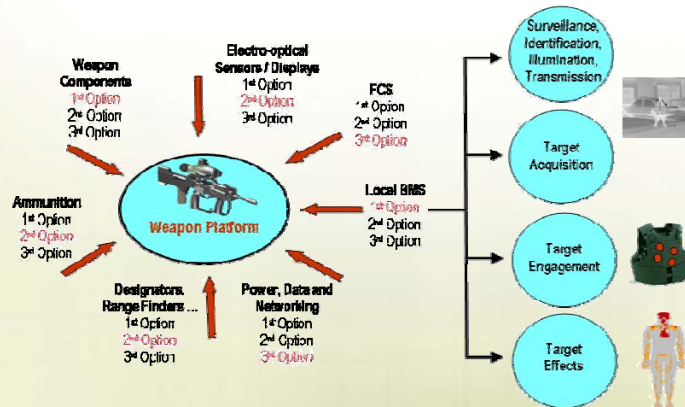 Weapon
Components
1st Option
2nd Option
3rd Option
Electro-optical
Sensors / Displays
1st Option
2nd Option
3rd Option
FCS
1st Option
2nd Option
3rd Option
Ammunition
1st Option
2nd Option
3rd Option
Weapon Platform
Local BMS
1st Option
2nd Option
3rd Option
Designators,
Range Finders ...
1st Option
2nd Option
3rd Option
Power, Data and
Networking
1st Option
2nd Option
3rd Option
Surveillance,
Identification,
Illumination,
Transmission
Target
Acquisition
Target
Engagement
Target
Effects